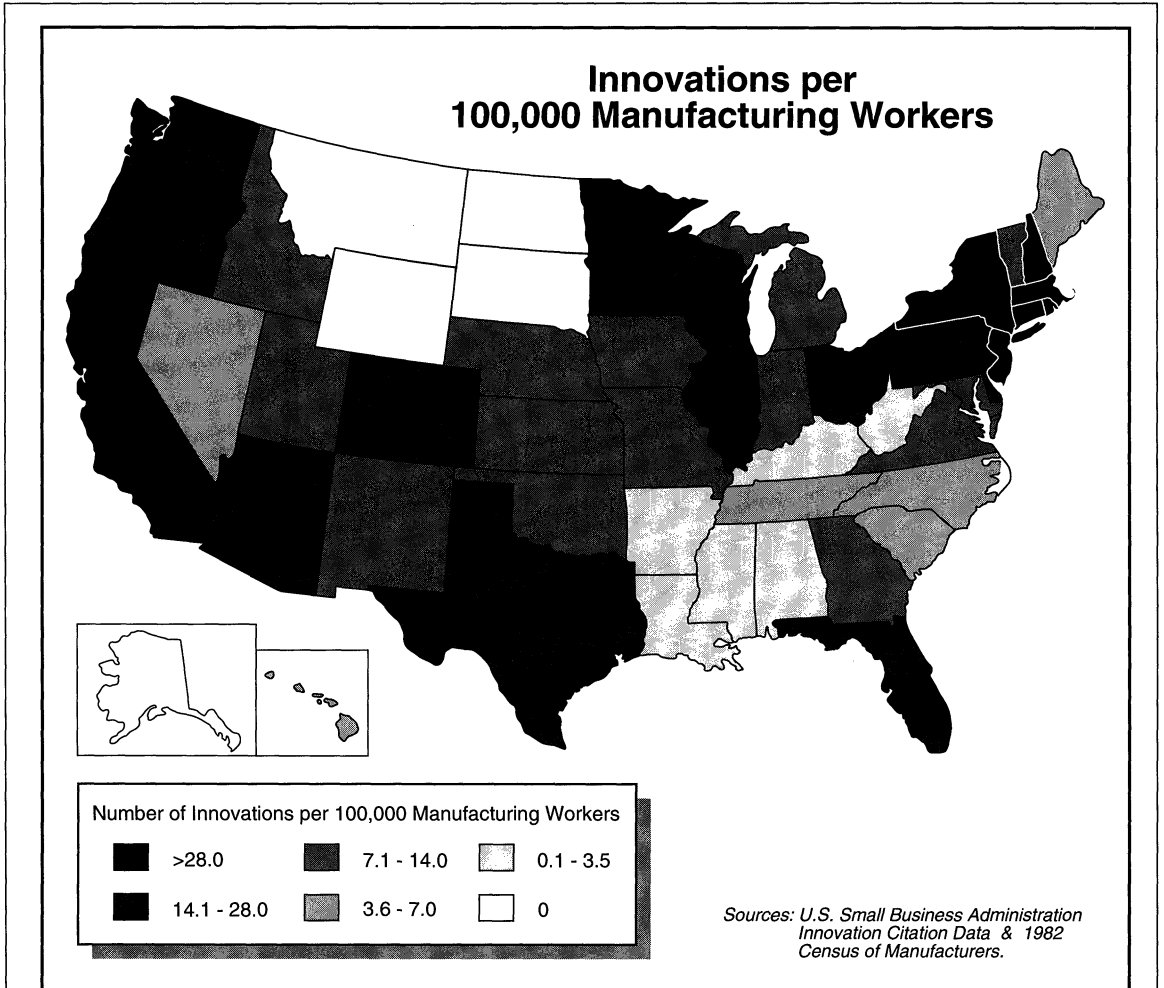 Innovations per
100,000 Manufacturing Workers
Number of Innovations per 100,000 Manufacturing Workers
>28.0
7.1 - 14.0
0.1 - 3.5
14.1 - 28.0
3.6 - 7.0
0
Sources: U.S. Small Business Administration
Innovation Citation Data & 1982
Census of Manufacturers.